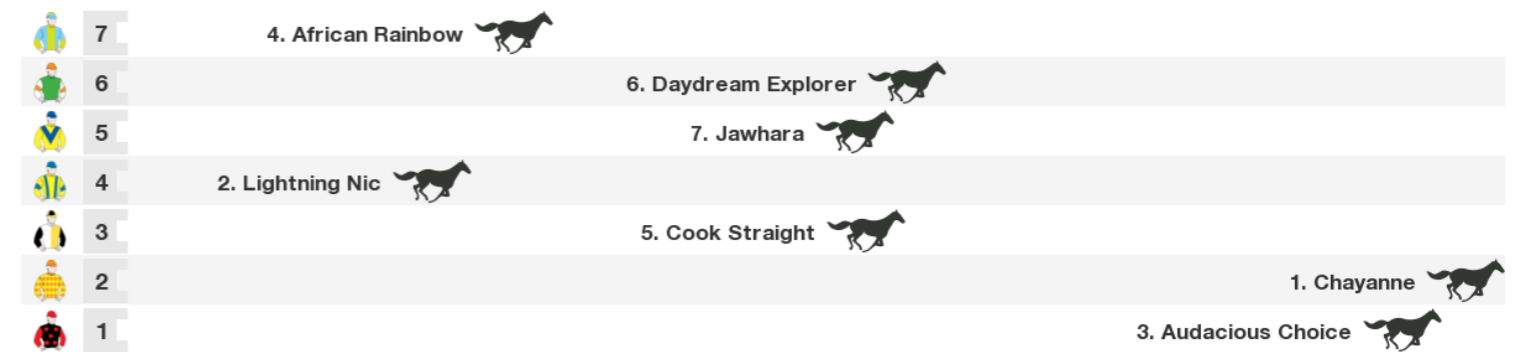 7 4. African Rainbow
6 6. Daydream Explorer
5 7. Jawhara
4 2. Lightning Nic
3 5. Cook Straight
2 1. Chayanne
1 3. Audacious Choice